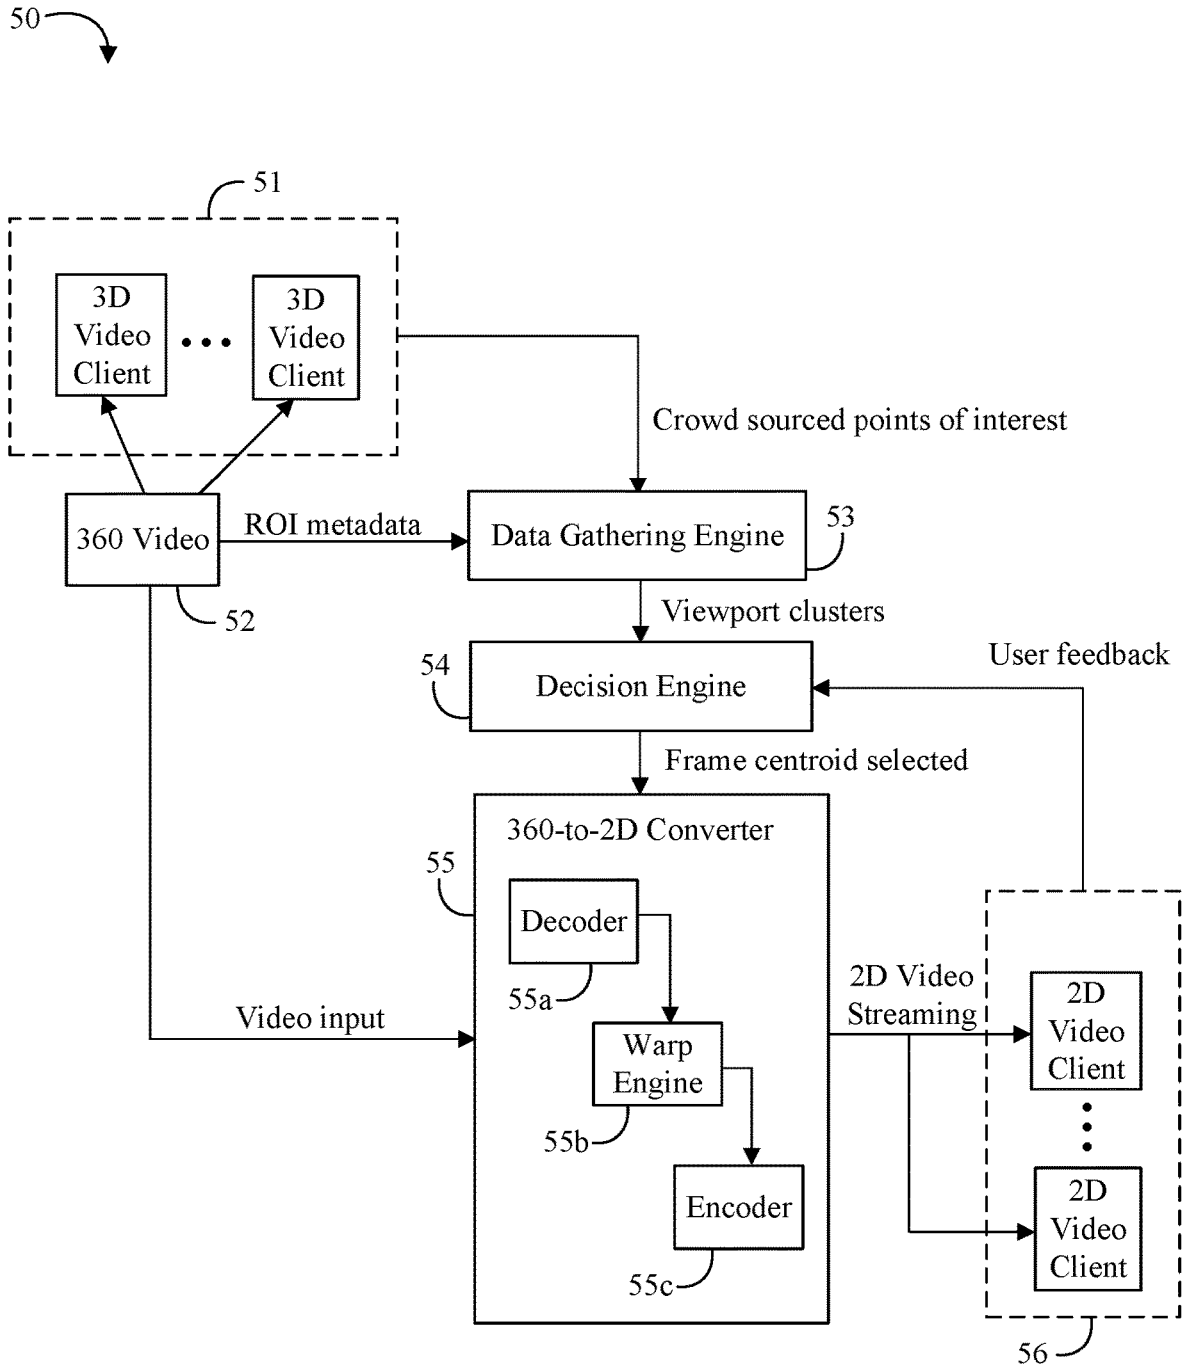 50
51
3D
Video
Client
3D
Video
Client
Crowd sourced points of interest
360 Video
ROI metadata
Data Gathering Engine
53
52
Viewport clusters
54
Decision Engine
User feedback
Frame centroid selected
360-to-2D Converter
55
Decoder
55a
2D Video
Streaming
Video input
Warp
Engine
55b
2D
Video
Client
Encoder
55c
2D
Video
Client
56